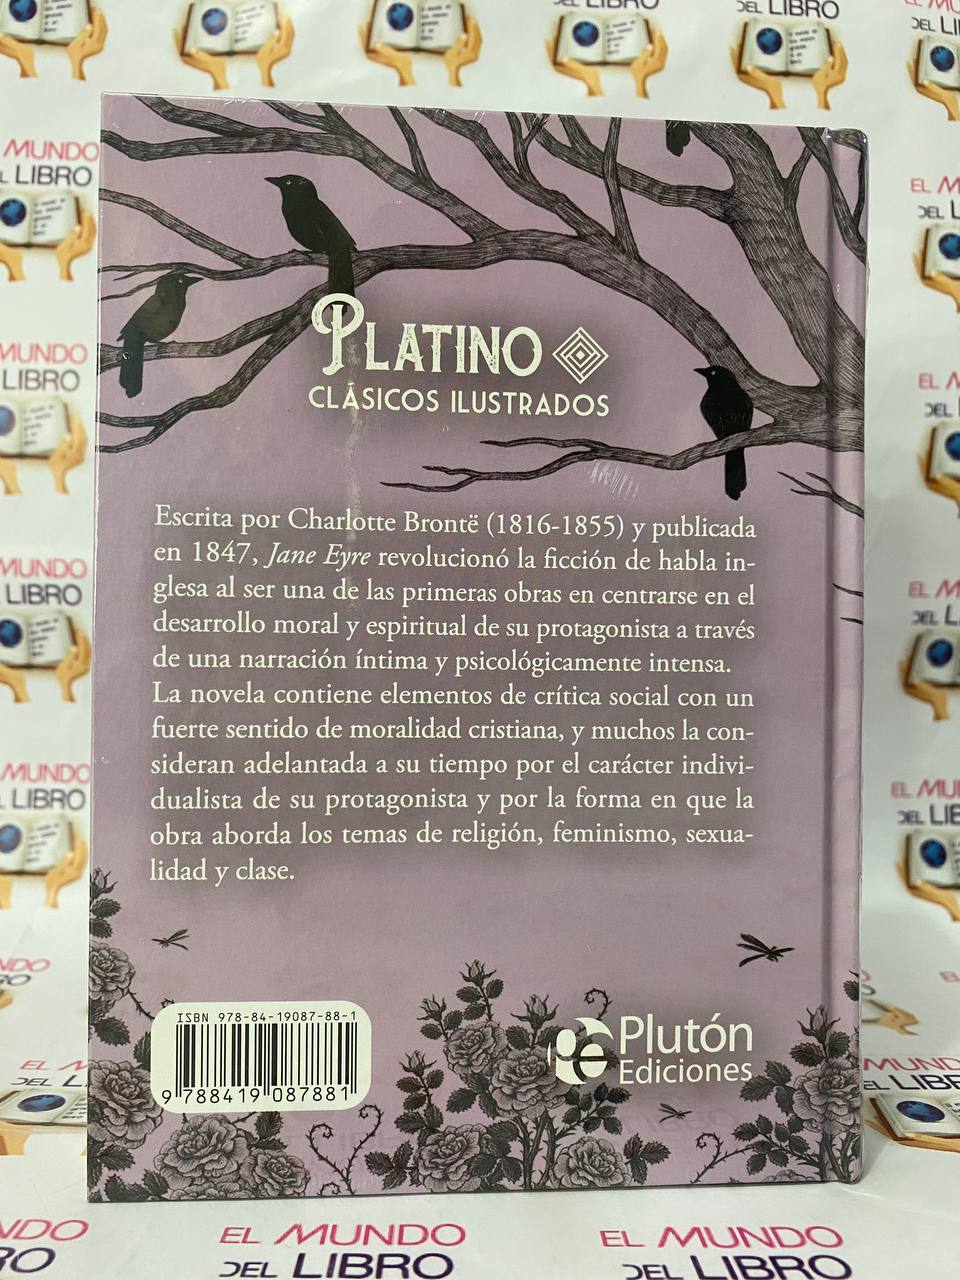 PLATINO
CLÁSICOS ILUSTRADOS
Escrita por Charlotte Brontë (1816-1855) y publicada
en 1847, Jane Eyre revolucionó la ficción de habla in-
glesa al ser una de las primeras obras en centrarse en el
desarrollo moral y espiritual de su protagonista a través
de una narración íntima y psicológicamente intensa.
La novela contiene elementos de crítica social con un
fuerte sentido de moralidad cristiana, y muchos la con-
sideran adelantada a su tiempo por el carácter indivi-
dualista de su protagonista y por la forma en que la
obra aborda los temas de religión, feminismo, sexua-
lidad y clase.
ISBN 978-84-19087-88-1
9 788419 087881
Plutón
Ediciones
EL MUNDO
DEL LIBRO
EL MUNDO
DEL LIBRO